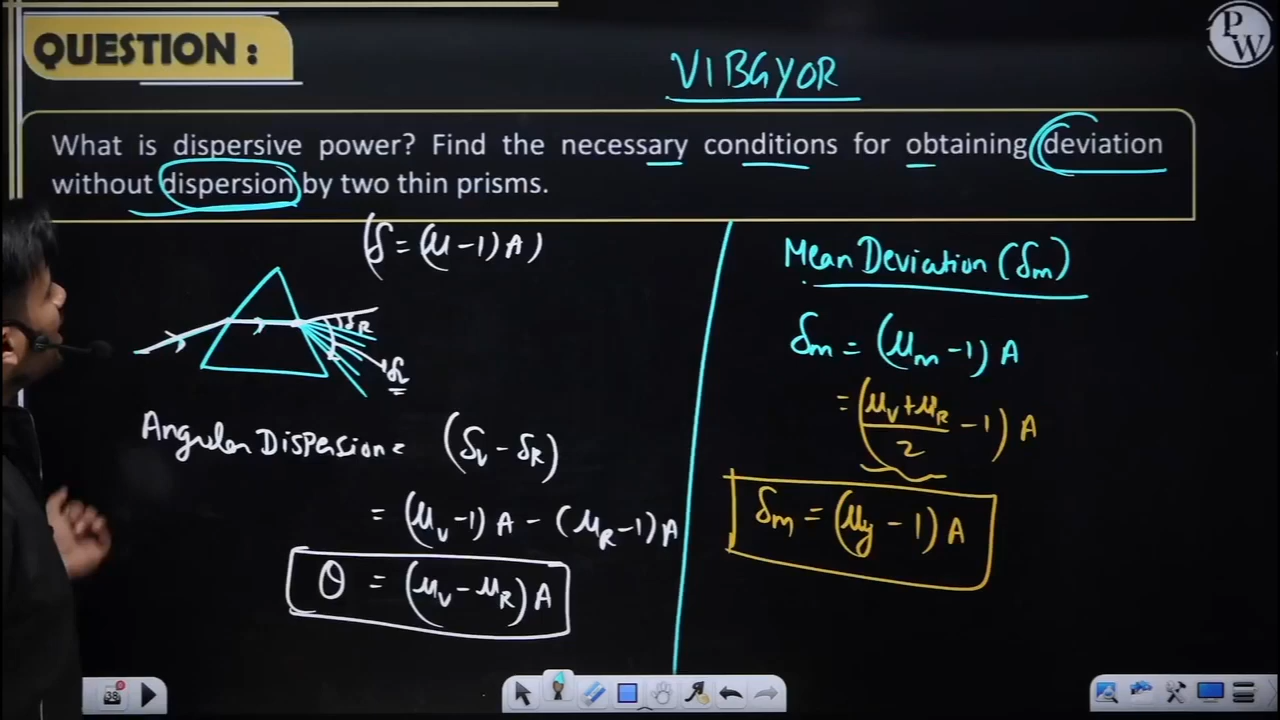 QUESTION :
VIBGYOR
PW
What is dispersive power? Find the necessary conditions for obtaining deviation
without dispersion by two thin prisms.
(δ = (μ - 1) A)
δR
δv
Angular Dispersion = (δv - δR)
= (μv - 1) A - (μR - 1) A
θ = (μv - μR) A
Mean Deviation (δm)
δm = (μm - 1) A
= (μv + μR / 2 - 1) A
δm = (μy - 1) A
38